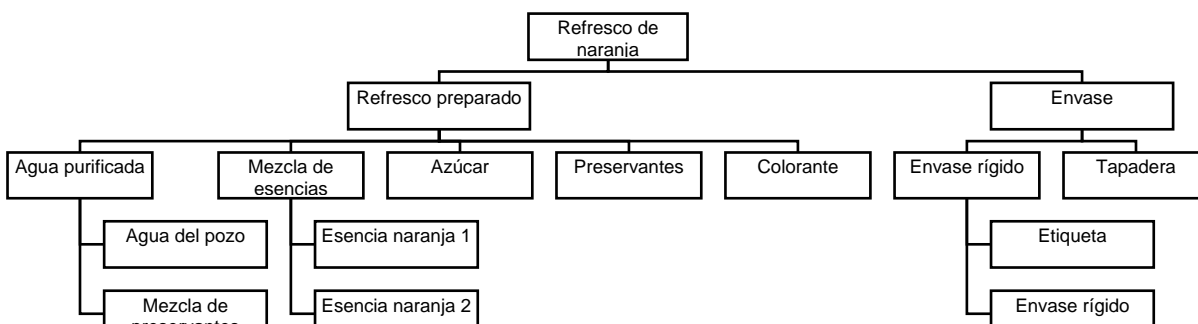 Refresco de
naranja
Refresco preparado
Envase
Agua purificada
Mezcla de
esencias
Azúcar
Preservantes
Colorante
Envase rígido
Tapadera
Agua del pozo
Esencia naranja 1
Etiqueta
Mezcla de
preservantes
Esencia naranja 2
Envase rígido